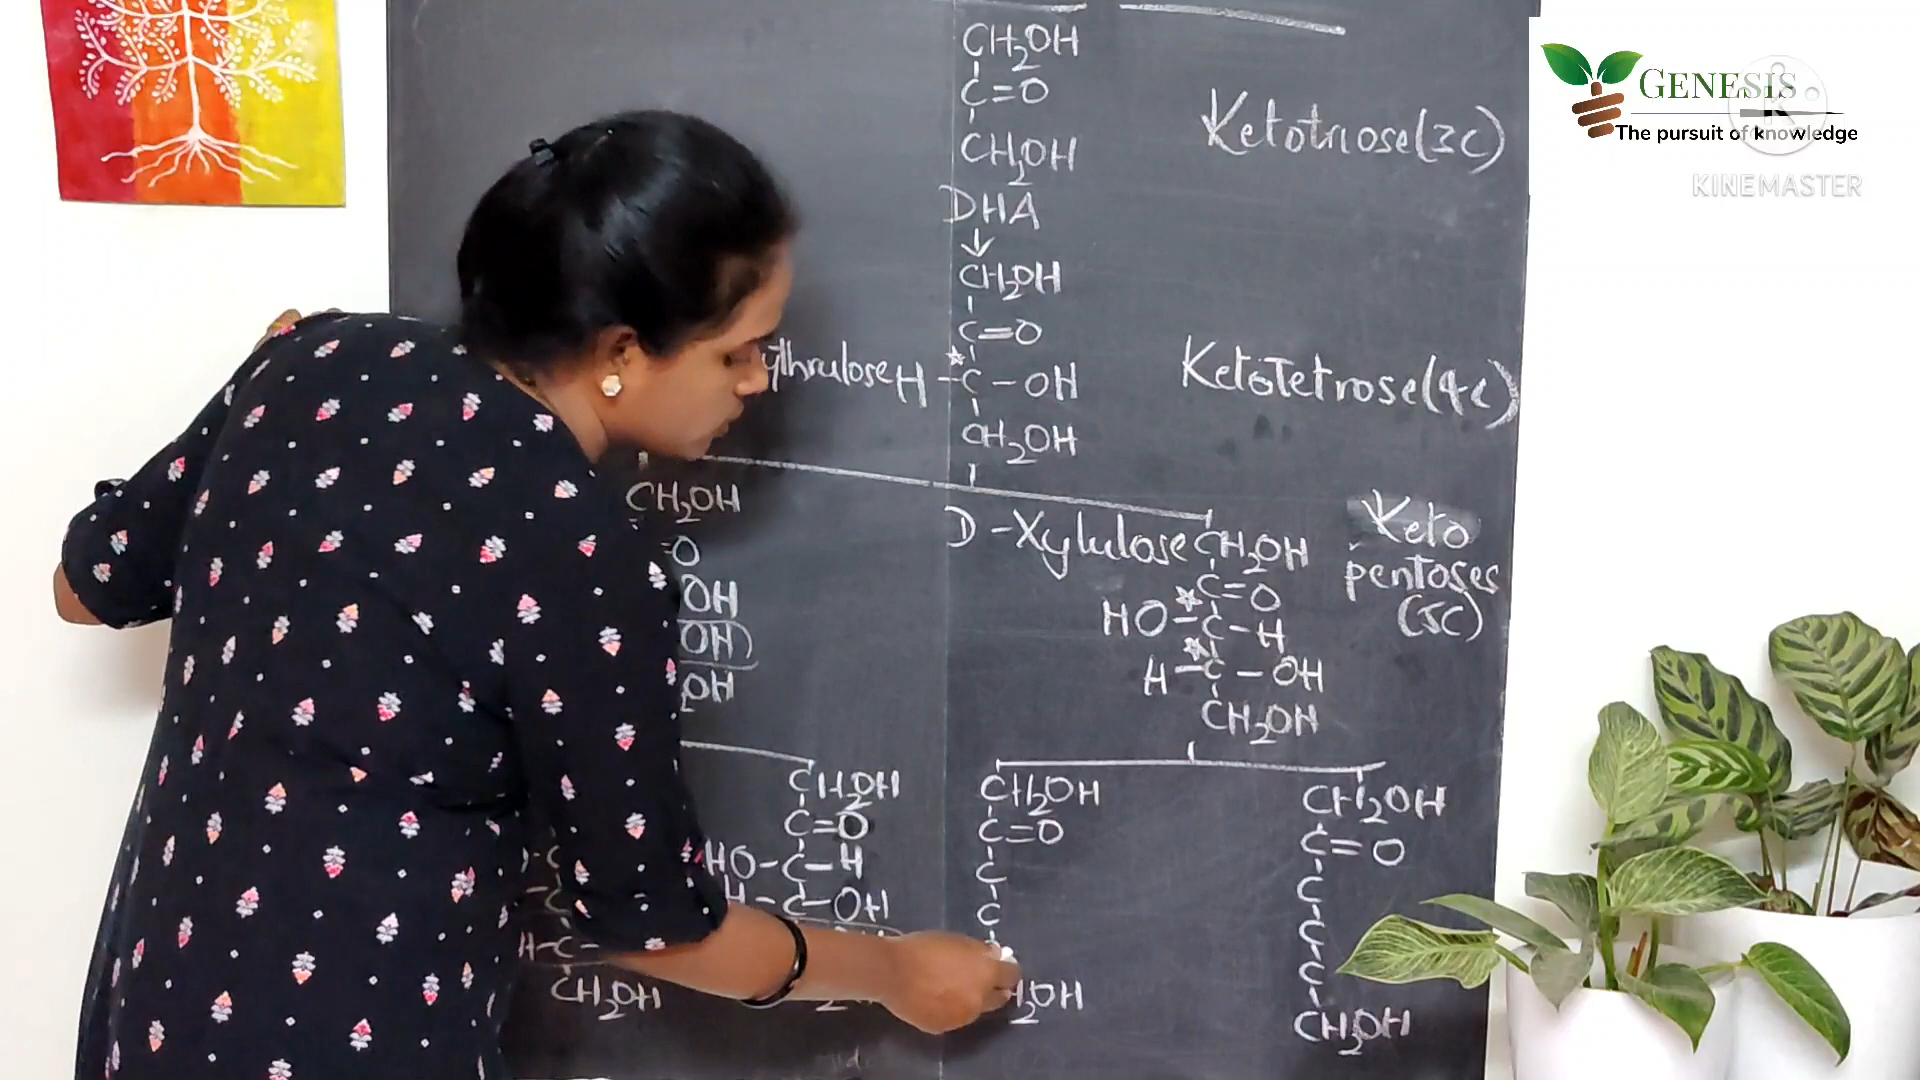 CH2OH
C=O
CH2OH
DHA
Ketotriose(3C)
CH2OH
C=O
H-C-OH
CH2OH
KetoTetrose(4C)
CH2OH
=O
OH
OH
OH
D-Xylulose
CH2OH
C=O
HO-C-H
H-C-OH
CH2OH
Keto
pentoses
(5C)
C
C
H-C-
CH2OH
CH2OH
C=O
HO-C-H
H-C-OH
CH2OH
C=O
C
C
H2OH
CH2OH
C=O
C
C
C
CH2OH
GENESIS
The pursuit of knowledge
KINEMASTER